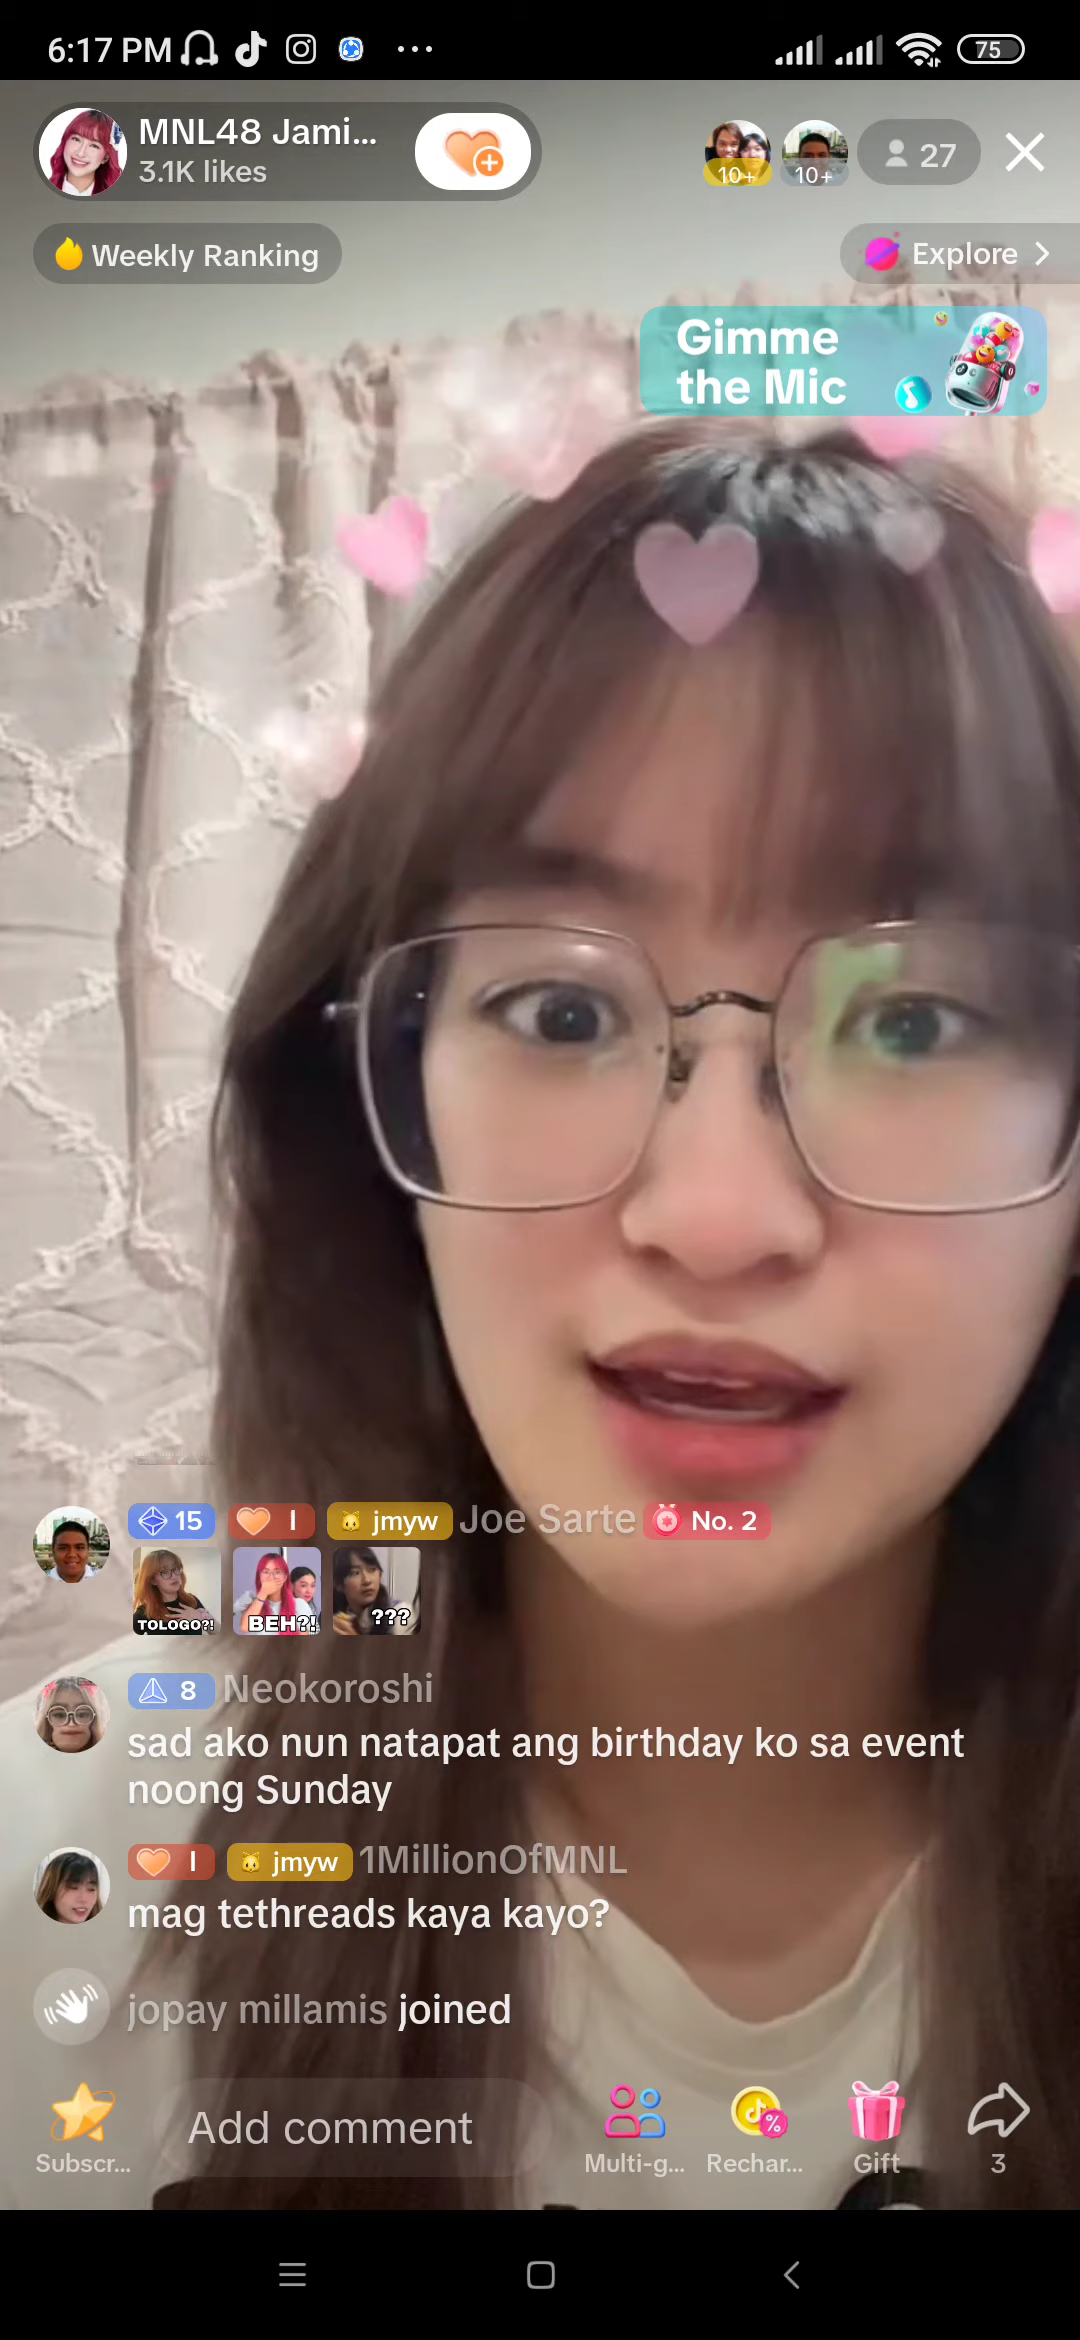 6:17 PM
75
MNL48 Jami...
3.1K likes
10+
10+
27
Weekly Ranking
Explore
Gimme
the Mic
15
I
jmyw
Joe Sarte
No. 2
TOLOGO?!
BEH?!
???
8
Neokoroshi
sad ako nun natapat ang birthday ko sa event
noong Sunday
I
jmyw
1MillionOfMNL
mag tethreads kaya kayo?
jopay millamis joined
Subscr...
Add comment
Multi-g...
Rechar...
Gift
3